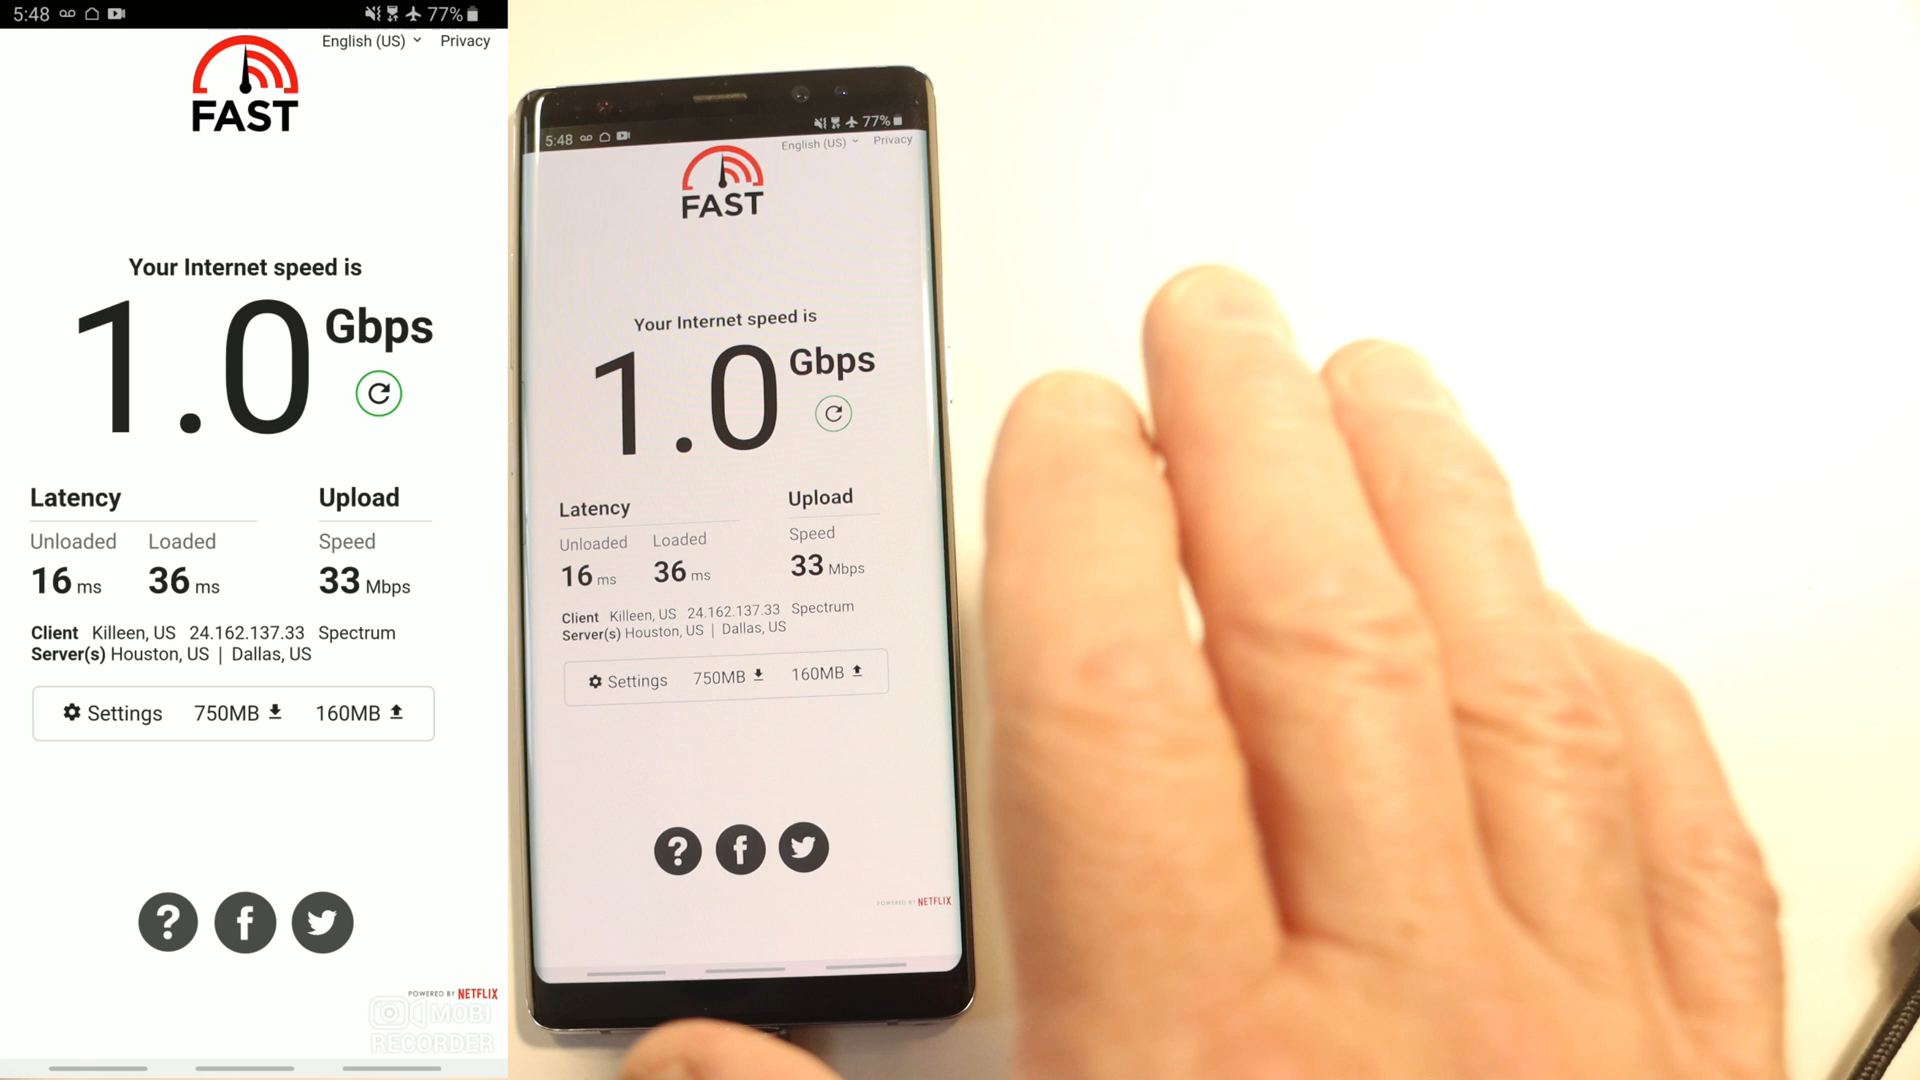 5:48 77%
English (US) Privacy
FAST
Your Internet speed is
1.0 Gbps
Latency Upload
Unloaded Loaded Speed
16 ms 36 ms 33 Mbps
Client Killeen, US 24.162.137.33 Spectrum
Server(s) Houston, US | Dallas, US
Settings 750MB 160MB
POWERED BY NETFLIX
MOBI
RECORDER
5:48 77%
English (US) Privacy
FAST
Your Internet speed is
1.0 Gbps
Latency Upload
Unloaded Loaded Speed
16 ms 36 ms 33 Mbps
Client Killeen, US 24.162.137.33 Spectrum
Server(s) Houston, US | Dallas, US
Settings 750MB 160MB
POWERED BY NETFLIX